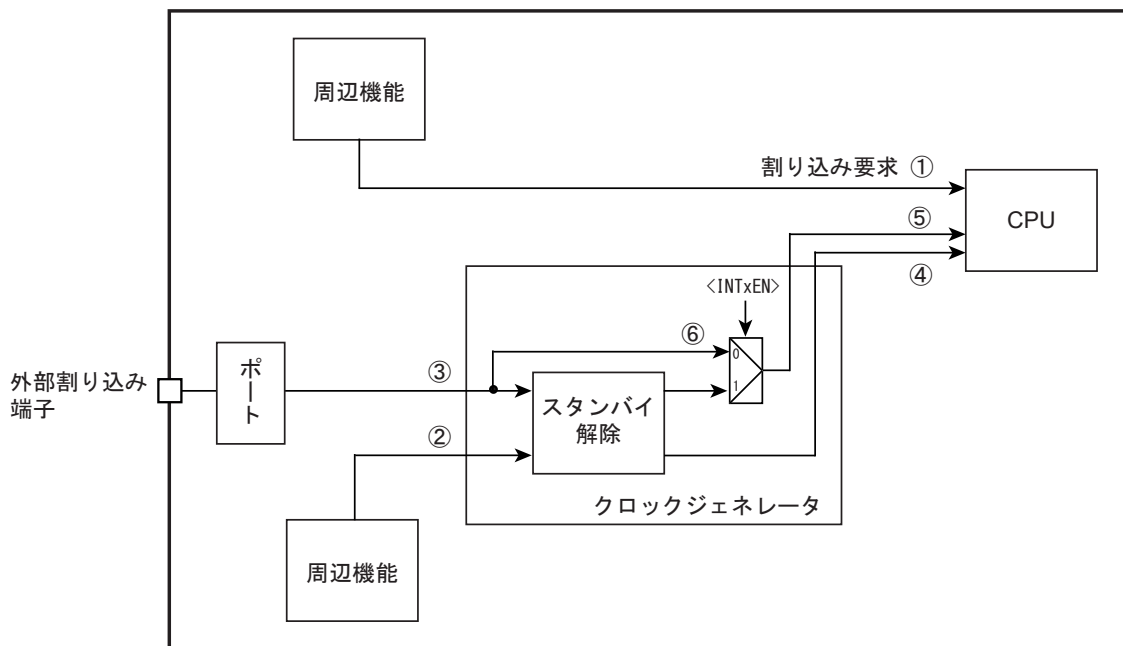 周辺機能
割り込み要求 ①
CPU
⑤
④
<INTxEN>
⑥
0
1
外部割り込み
端子
ポート
③
スタンバイ
解除
②
クロックジェネレータ
周辺機能